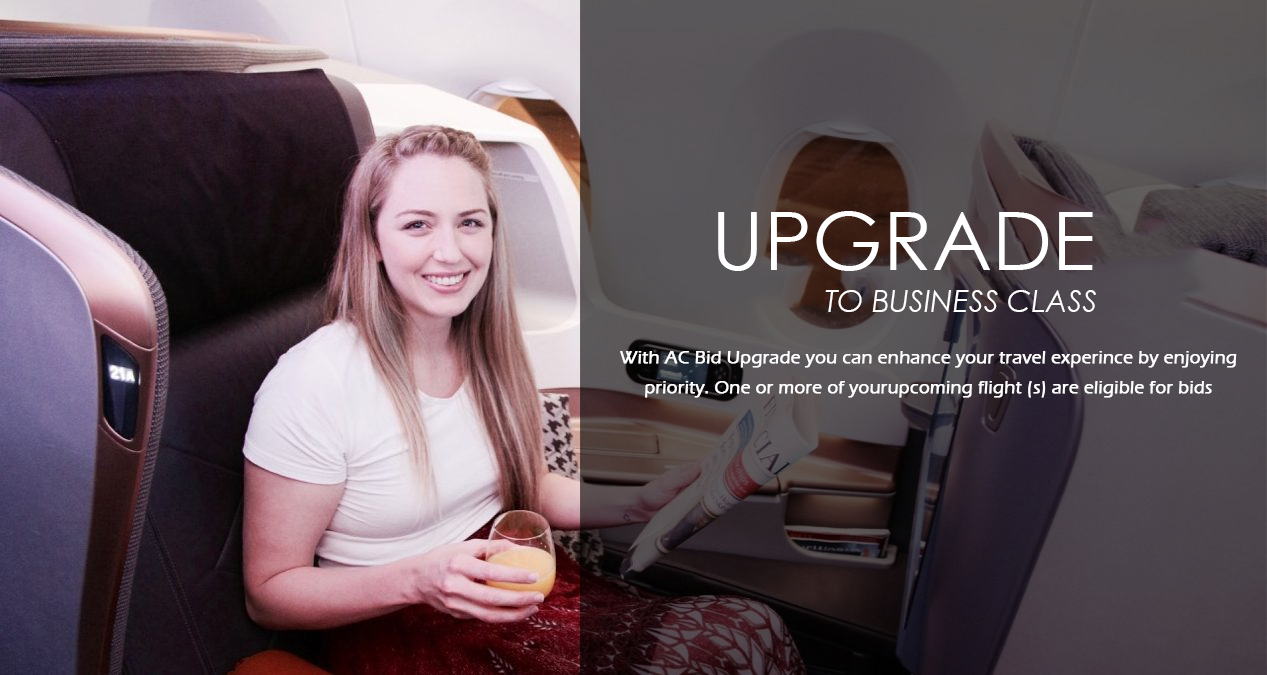 21A
UPGRADE
TO BUSINESS CLASS
With AC Bid Upgrade you can enhance your travel experince by enjoying
priority. One or more of yourupcoming flight (s) are eligible for bids
CIAL